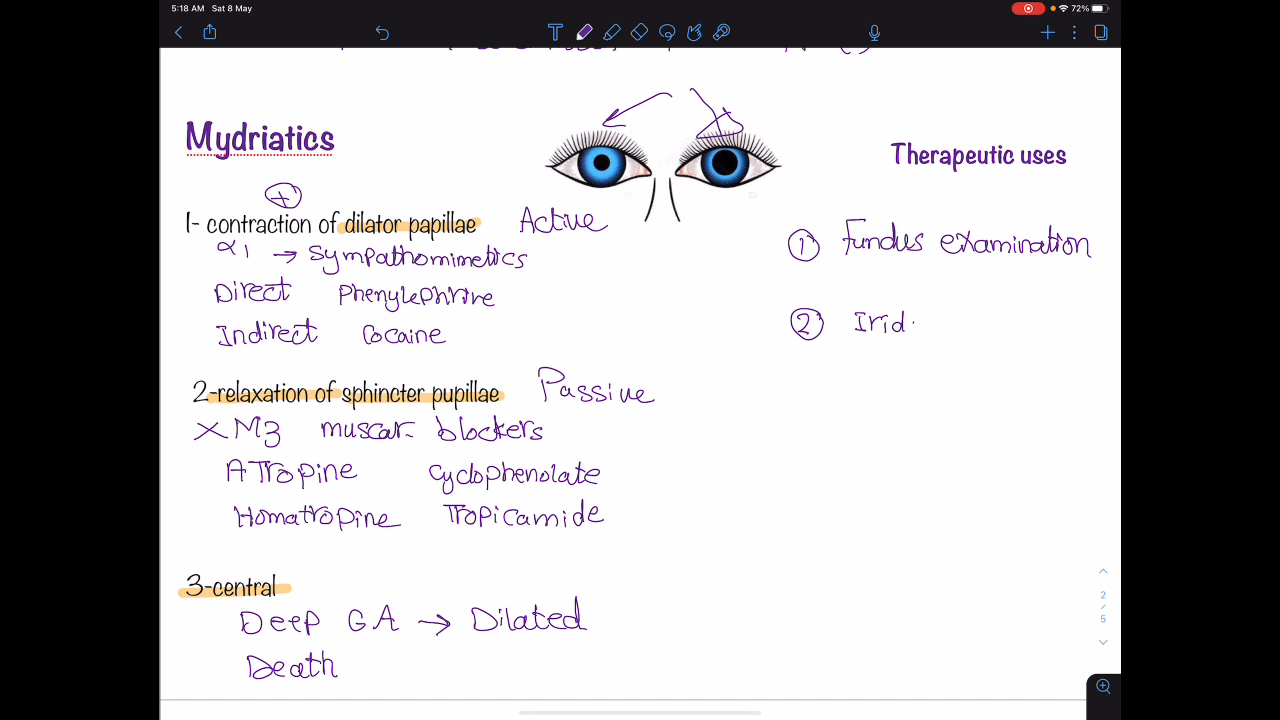 5:18 AM Sat 8 May
72%
Mydriatics
+
1- contraction of dilator papillae Active
α1 → Sympathomimetics
Direct Phenylephrine
Indirect Cocaine
2-relaxation of sphincter pupillae Passive
X M3 muscar. blockers
ATropine Cyclophenolate
Homatropine Tropicamide
3-central
Deep GA → Dilated
Death
Therapeutic uses
1 Fundus examination
2 Irid
2
/
5